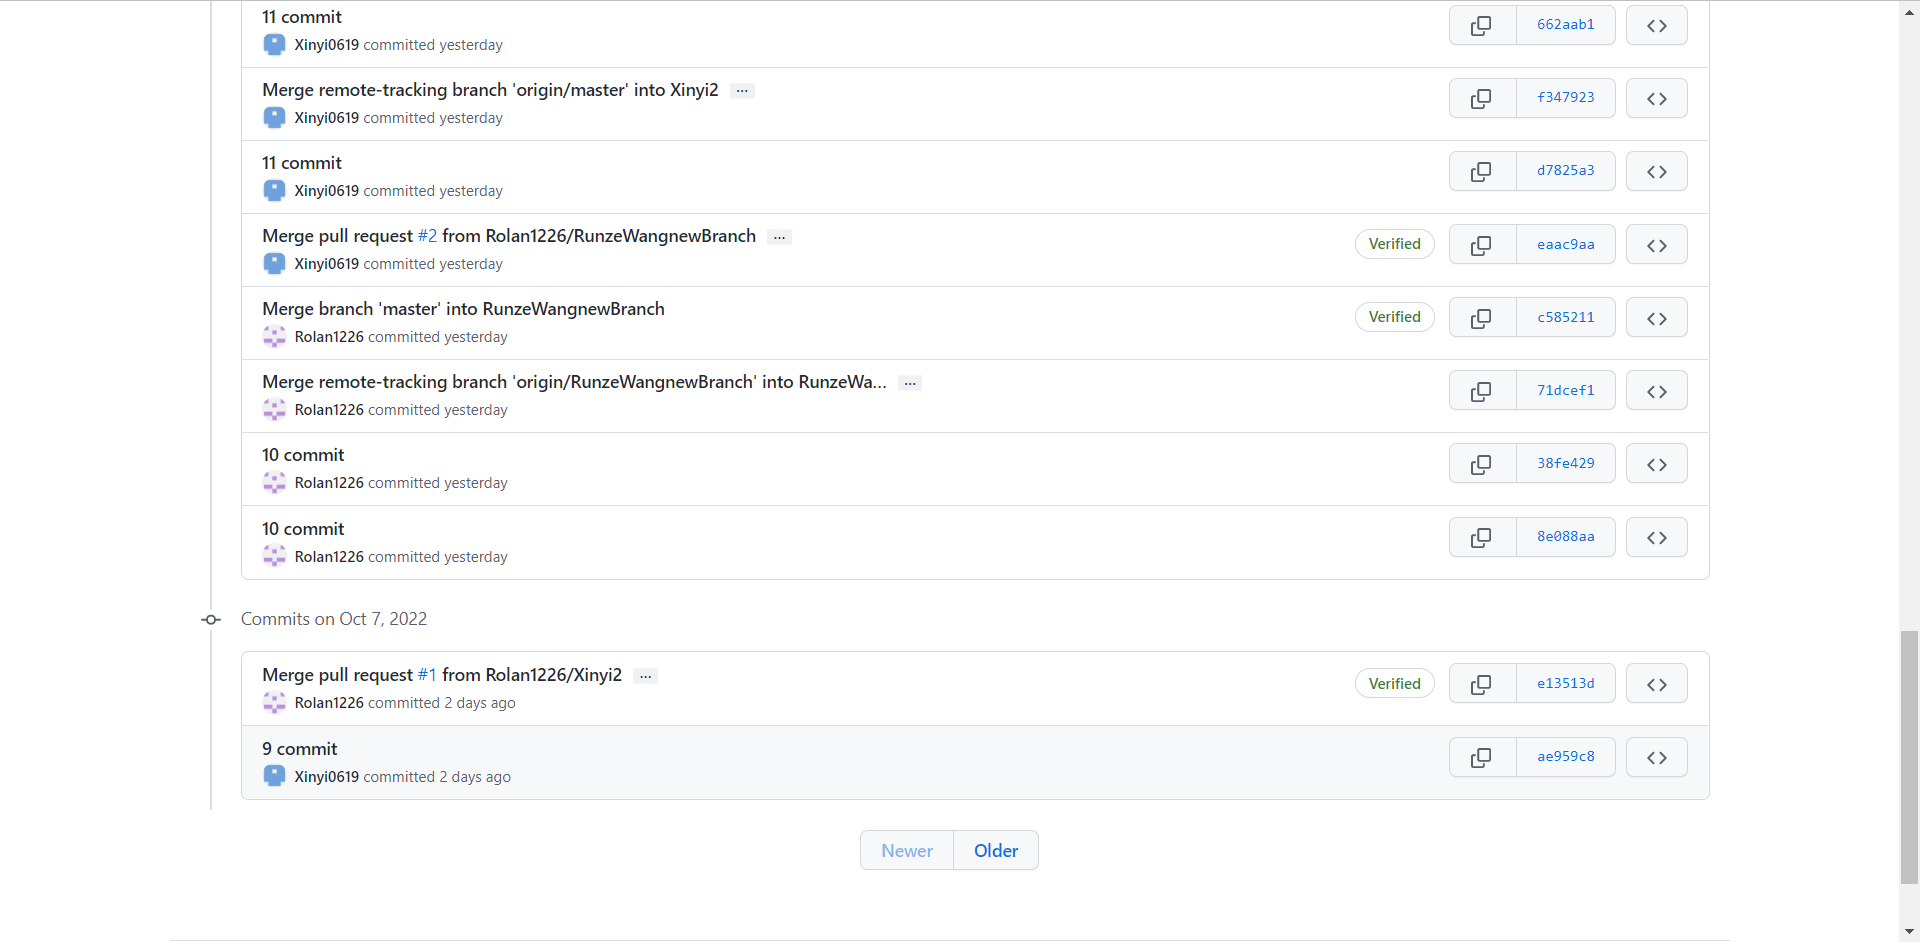 11 commit
662aab1
Xinyi0619 committed yesterday
Merge remote-tracking branch 'origin/master' into Xinyi2 ...
f347923
Xinyi0619 committed yesterday
11 commit
d7825a3
Xinyi0619 committed yesterday
Merge pull request #2 from Rolan1226/RunzeWangnewBranch ...
Verified
eaac9aa
Xinyi0619 committed yesterday
Merge branch 'master' into RunzeWangnewBranch
Verified
c585211
Rolan1226 committed yesterday
Merge remote-tracking branch 'origin/RunzeWangnewBranch' into RunzeWa... ...
71dcef1
Rolan1226 committed yesterday
10 commit
38fe429
Rolan1226 committed yesterday
10 commit
8e088aa
Rolan1226 committed yesterday
Commits on Oct 7, 2022
Merge pull request #1 from Rolan1226/Xinyi2 ...
Verified
e13513d
Rolan1226 committed 2 days ago
9 commit
ae959c8
Xinyi0619 committed 2 days ago
Newer
Older